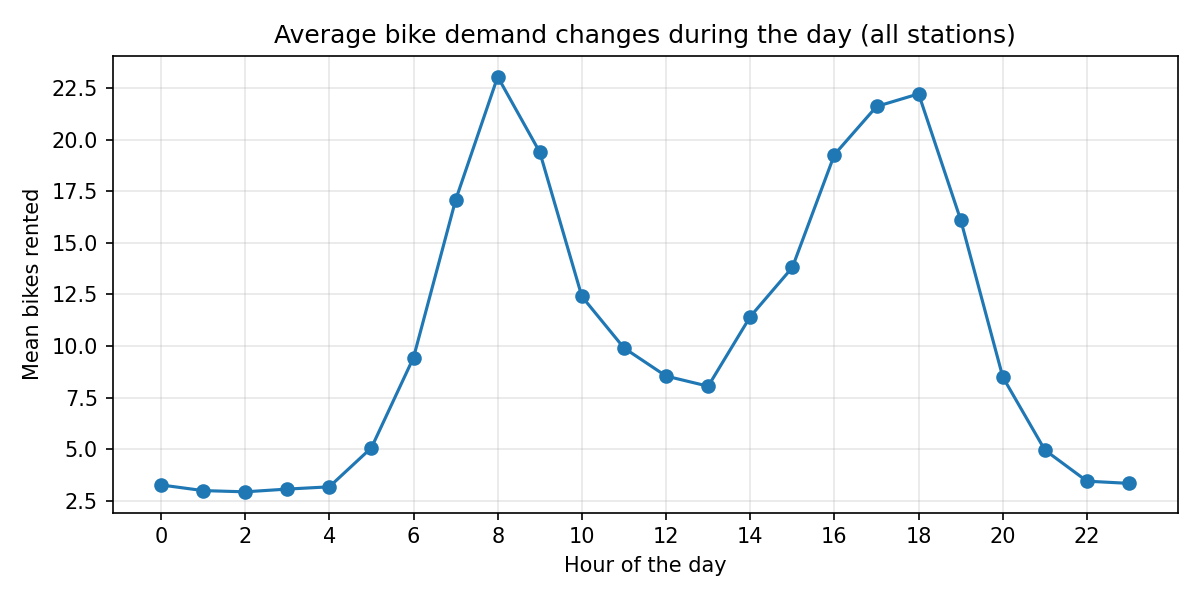 Average bike demand changes during the day (all stations)
Mean bikes rented
22.5
20.0
17.5
15.0
12.5
10.0
7.5
5.0
2.5
0 2 4 6 8 10 12 14 16 18 20 22
Hour of the day